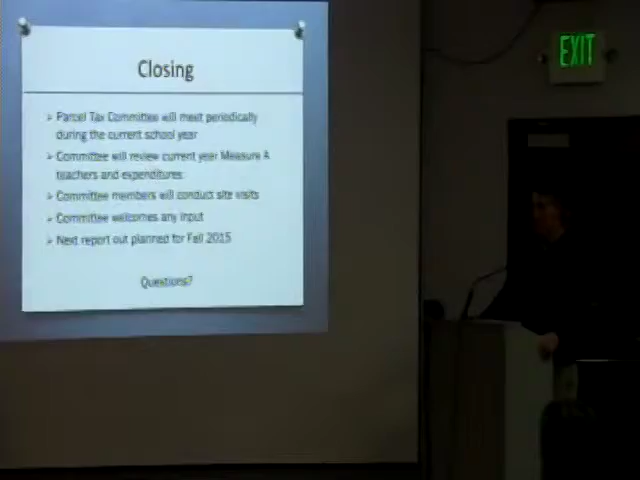 Closing
➢ Parcel Tax Committee will meet periodically
during the current school year
➢ Committee will review current year Measure A
teachers and expenditures
➢ Committee members will conduct site visits
➢ Committee welcomes any input
➢ Next report out planned for Fall 2015
Questions?
EXIT